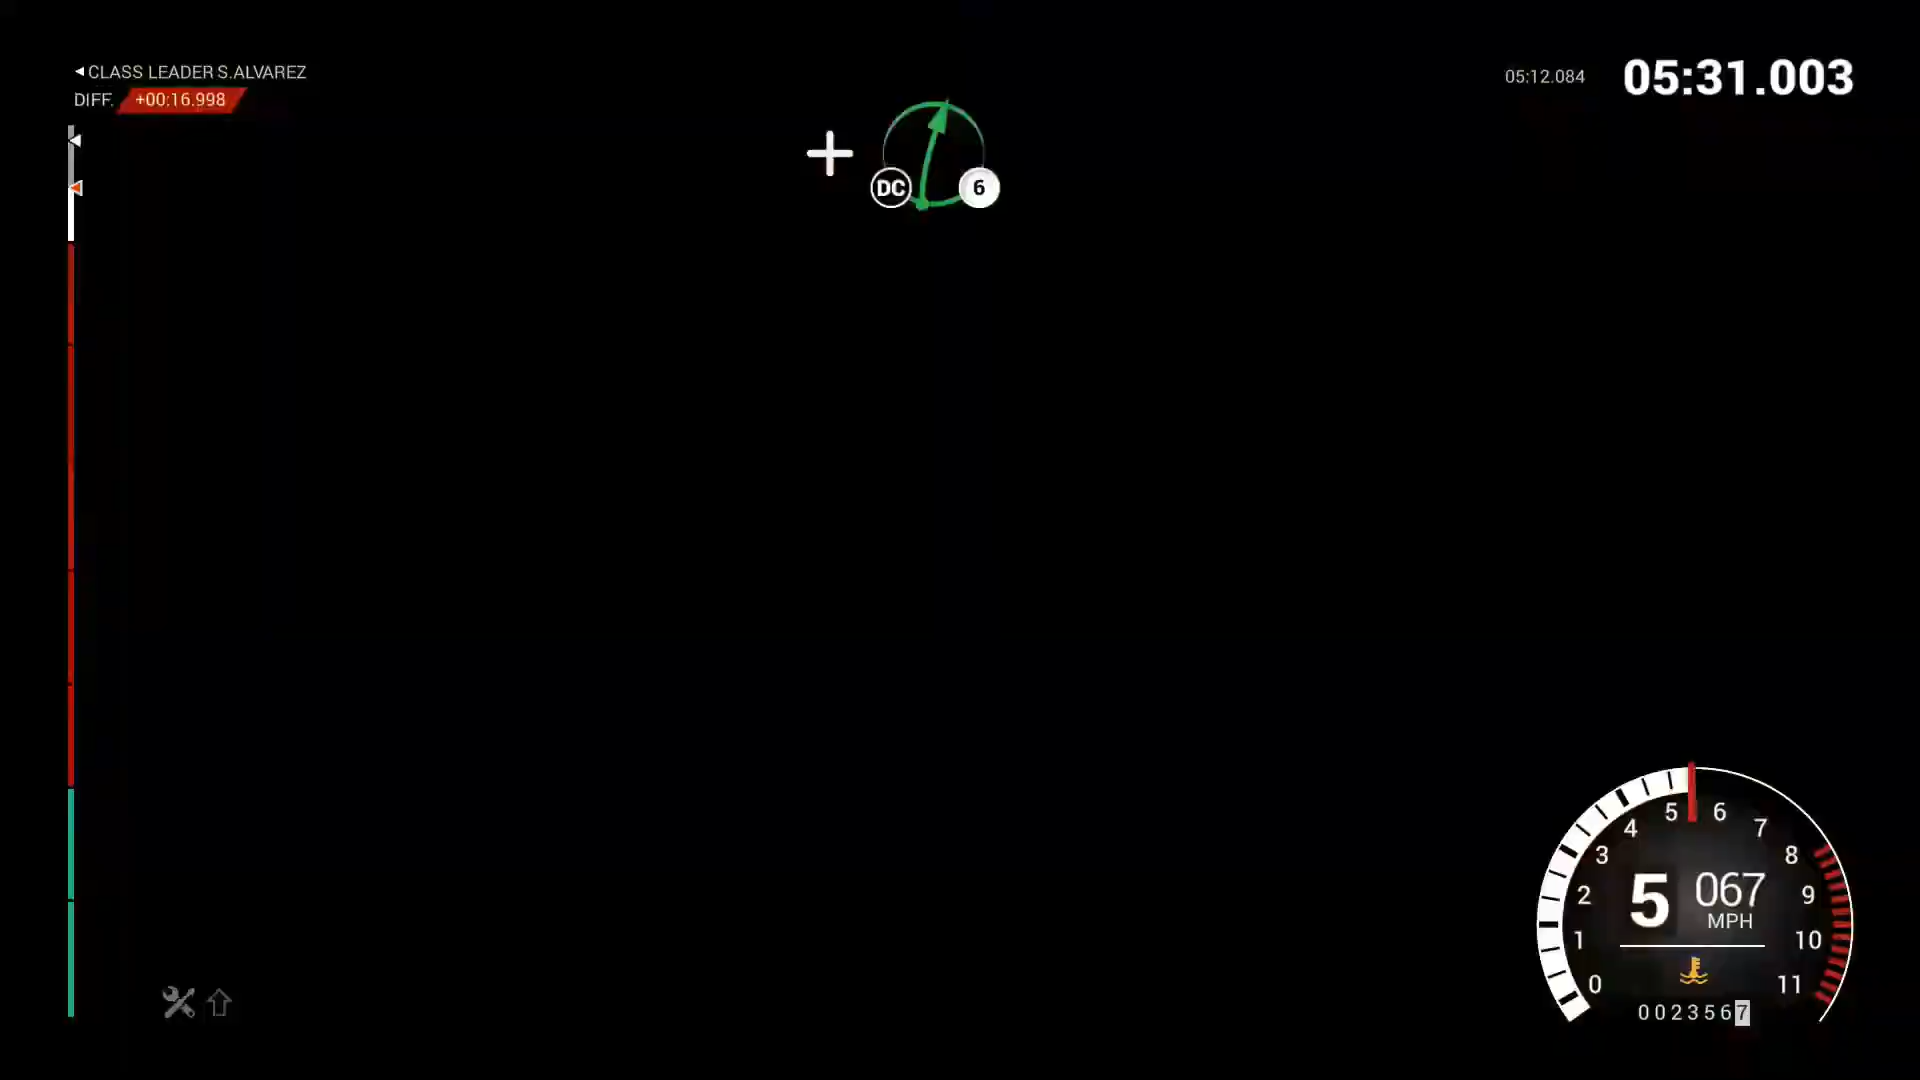 CLASS LEADER S.ALVAREZ
DIFF. +00:16.998
05:12.084 05:31.003
DC 6
0 1 2 3 4 5 6 7 8 9 10 11
5 067
MPH
0023567